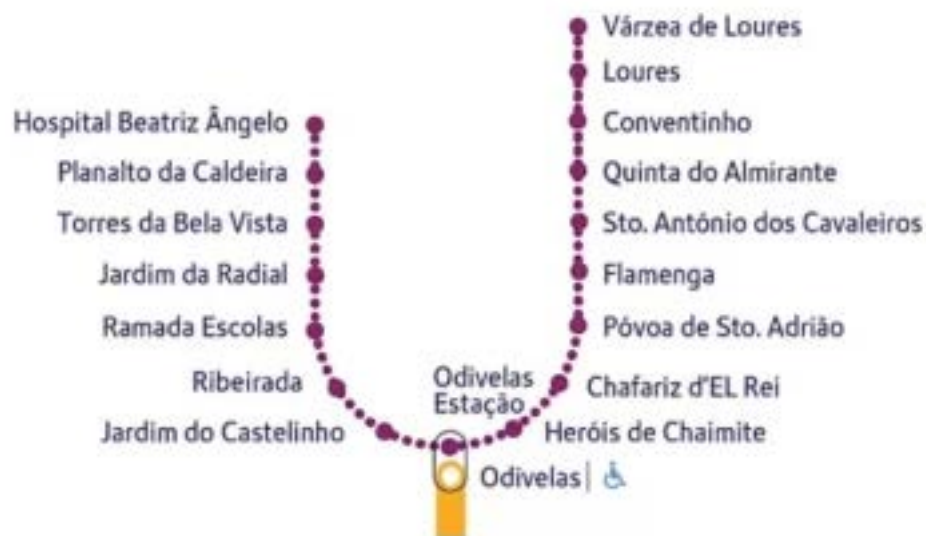 Várzea de Loures
Loures
Hospital Beatriz Ângelo
Conventinho
Planalto da Caldeira
Quinta do Almirante
Torres da Bela Vista
Sto. António dos Cavaleiros
Jardim da Radial
Flamenga
Ramada Escolas
Póvoa de Sto. Adrião
Ribeirada
Odivelas
Estação
Chafariz d'EL Rei
Jardim do Castelinho
Heróis de Chaimite
Odivelas